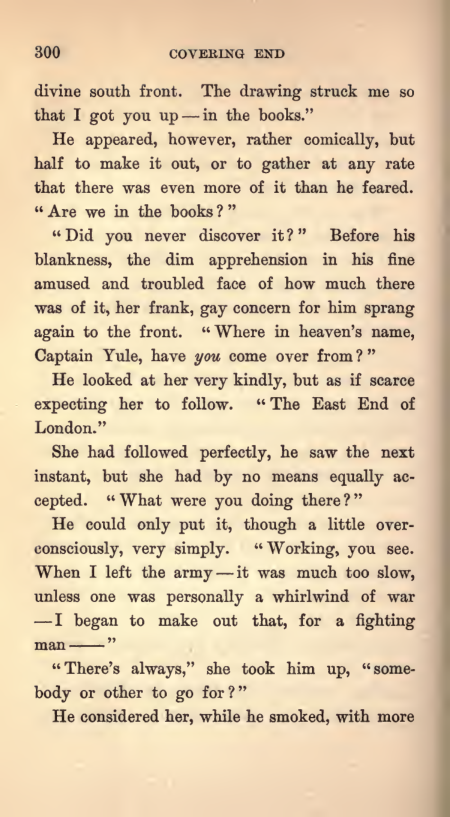 300 COVERING END
divine south front. The drawing struck me so
that I got you up — in the books.”
He appeared, however, rather comically, but
half to make it out, or to gather at any rate
that there was even more of it than he feared.
“Are we in the books?”
“Did you never discover it?” Before his
blankness, the dim apprehension in his fine
amused and troubled face of how much there
was of it, her frank, gay concern for him sprang
again to the front. “Where in heaven’s name,
Captain Yule, have you come over from?”
He looked at her very kindly, but as if scarce
expecting her to follow. “The East End of
London.”
She had followed perfectly, he saw the next
instant, but she had by no means equally ac-
cepted. “What were you doing there?”
He could only put it, though a little over-
consciously, very simply. “Working, you see.
When I left the army — it was much too slow,
unless one was personally a whirlwind of war
— I began to make out that, for a fighting
man —— ”
“There’s always,” she took him up, “some-
body or other to go for?”
He considered her, while he smoked, with more